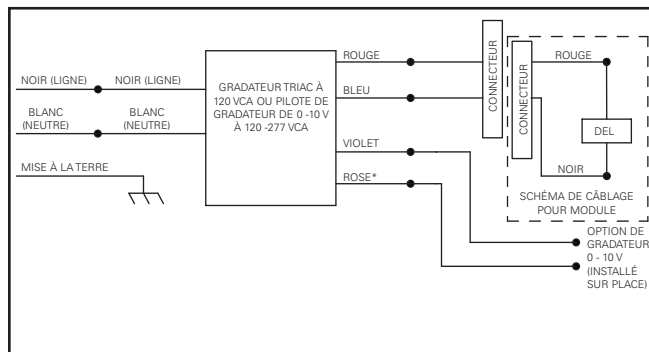 NOIR (LIGNE)
NOIR (LIGNE)
BLANC
(NEUTRE)
BLANC
(NEUTRE)
MISE À LA TERRE
GRADATEUR TRIAC À
120 VCA OU PILOTE DE
GRADATEUR DE 0 -10 V
À 120 -277 VCA
ROUGE
BLEU
VIOLET
ROSE*
CONNECTEUR
CONNECTEUR
ROUGE
DEL
NOIR
SCHÉMA DE CÂBLAGE
POUR MODULE
OPTION DE
GRADATEUR
0 - 10 V
(INSTALLÉ
SUR PLACE)